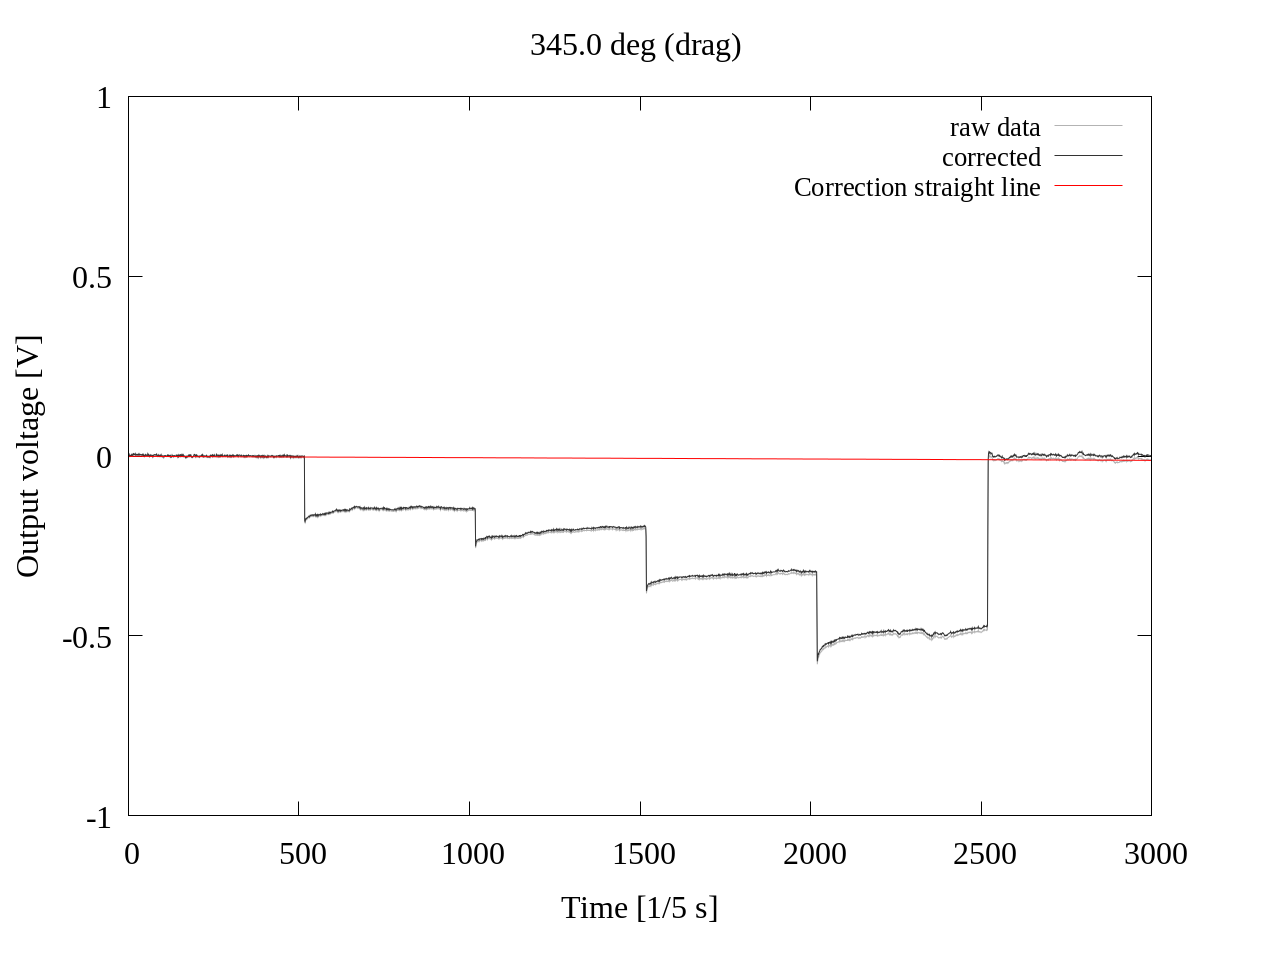 345.0 deg (drag)
raw data
corrected
Correction straight line
1
0.5
0
-0.5
-1
Output voltage [V]
0 500 1000 1500 2000 2500 3000
Time [1/5 s]